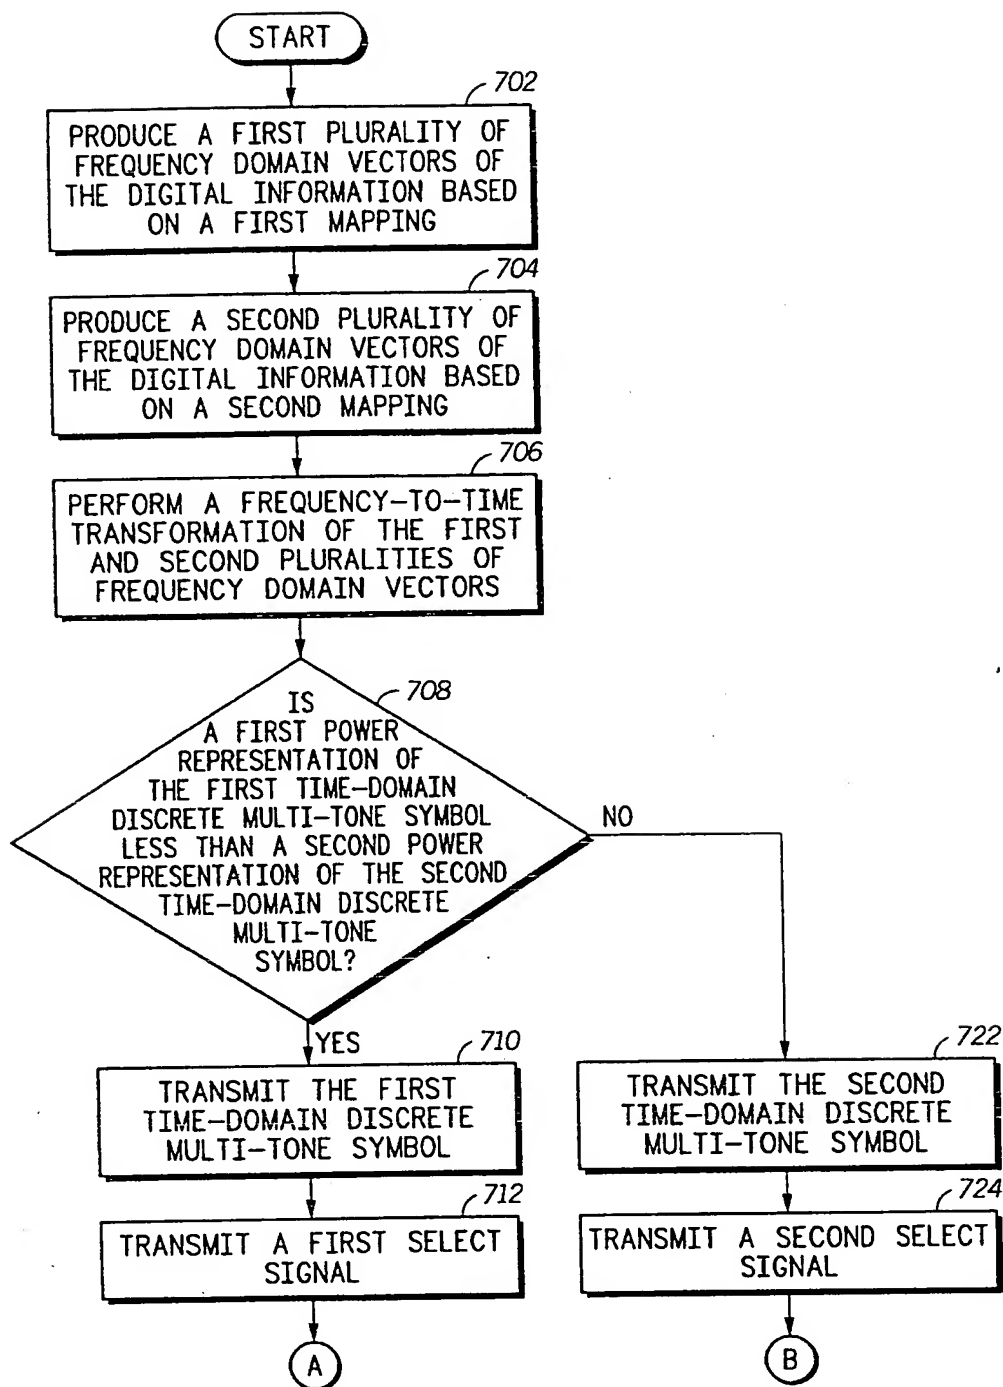 START
702
PRODUCE A FIRST PLURALITY OF
FREQUENCY DOMAIN VECTORS OF
THE DIGITAL INFORMATION BASED
ON A FIRST MAPPING
704
PRODUCE A SECOND PLURALITY OF
FREQUENCY DOMAIN VECTORS OF
THE DIGITAL INFORMATION BASED
ON A SECOND MAPPING
706
PERFORM A FREQUENCY-TO-TIME
TRANSFORMATION OF THE FIRST
AND SECOND PLURALITIES OF
FREQUENCY DOMAIN VECTORS
708
IS
A FIRST POWER
REPRESENTATION OF
THE FIRST TIME-DOMAIN
DISCRETE MULTI-TONE SYMBOL
LESS THAN A SECOND POWER
REPRESENTATION OF THE SECOND
TIME-DOMAIN DISCRETE
MULTI-TONE
SYMBOL?
NO
YES
710
TRANSMIT THE FIRST
TIME-DOMAIN DISCRETE
MULTI-TONE SYMBOL
712
TRANSMIT A FIRST SELECT
SIGNAL
A
722
TRANSMIT THE SECOND
TIME-DOMAIN DISCRETE
MULTI-TONE SYMBOL
724
TRANSMIT A SECOND SELECT
SIGNAL
B